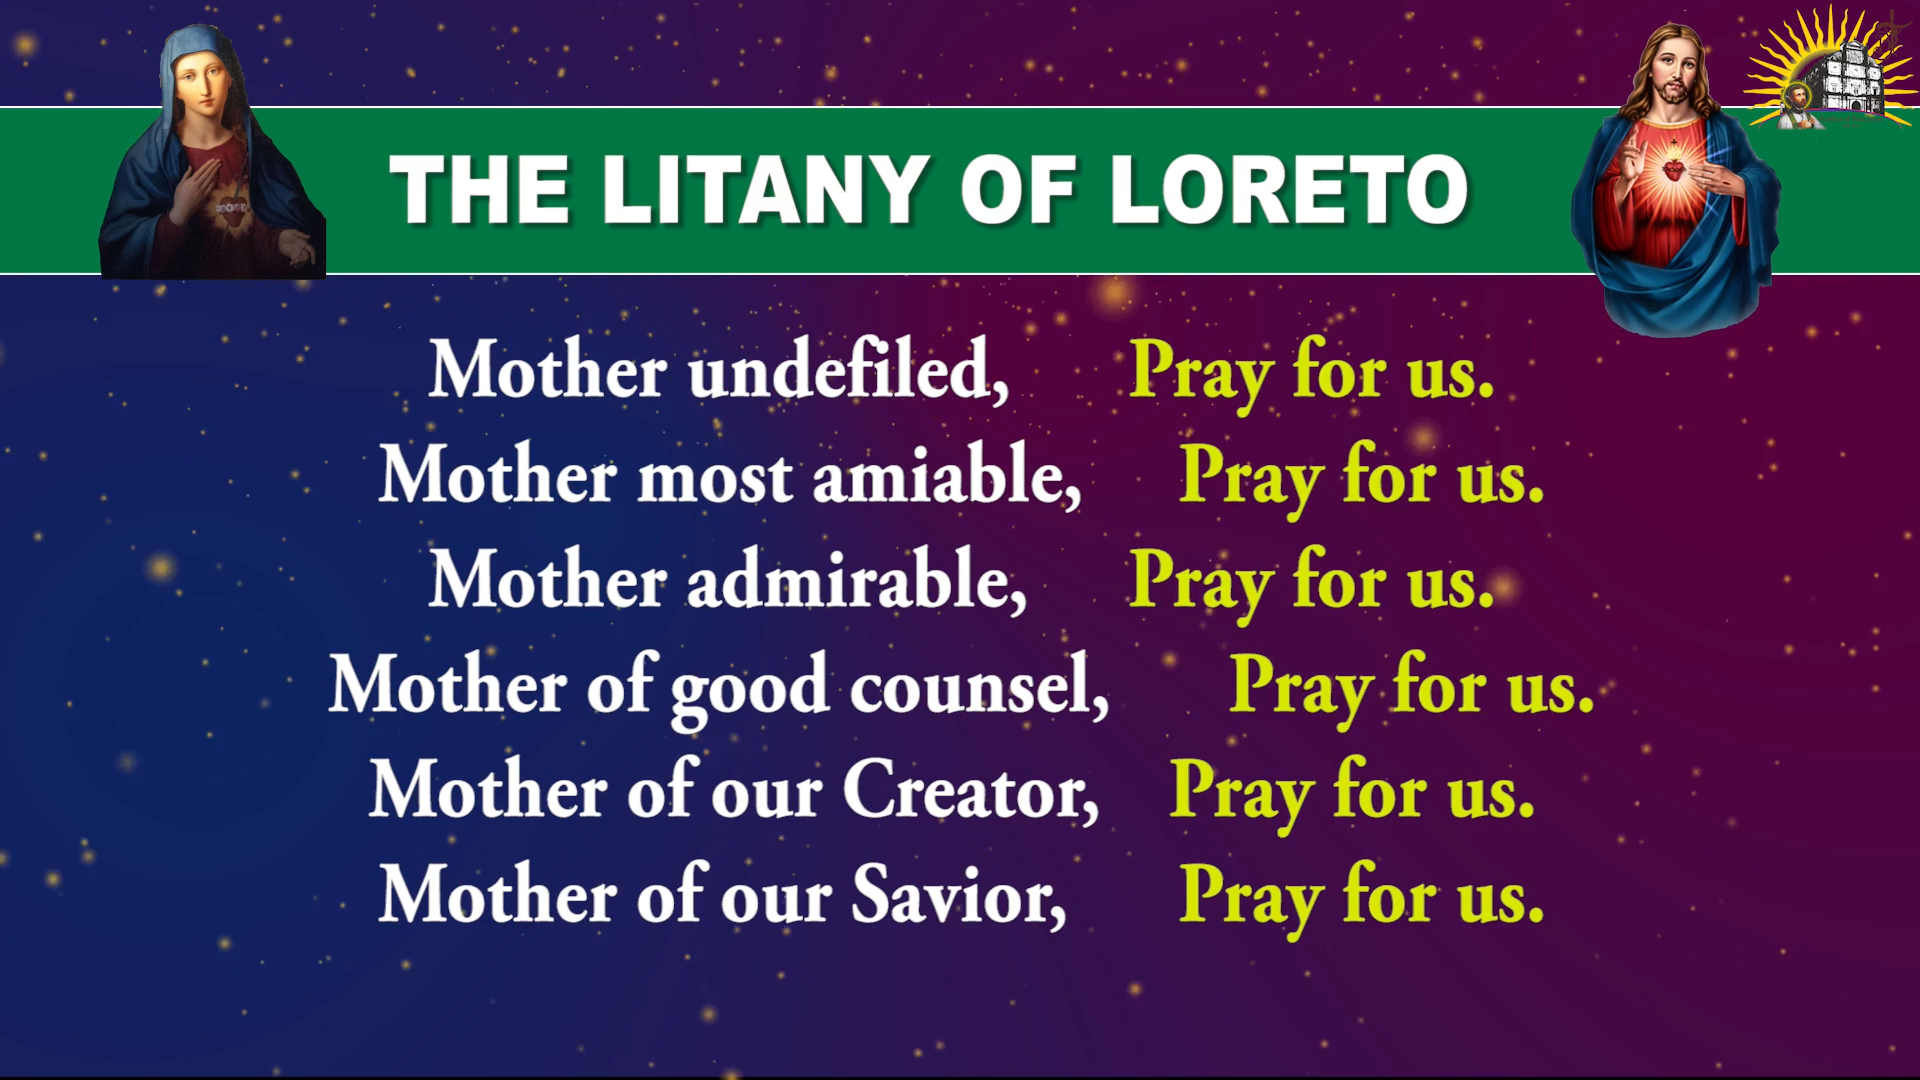 THE LITANY OF LORETO
Mother undefiled, Pray for us.
Mother most amiable, Pray for us.
Mother admirable, Pray for us.
Mother of good counsel, Pray for us.
Mother of our Creator, Pray for us.
Mother of our Savior, Pray for us.